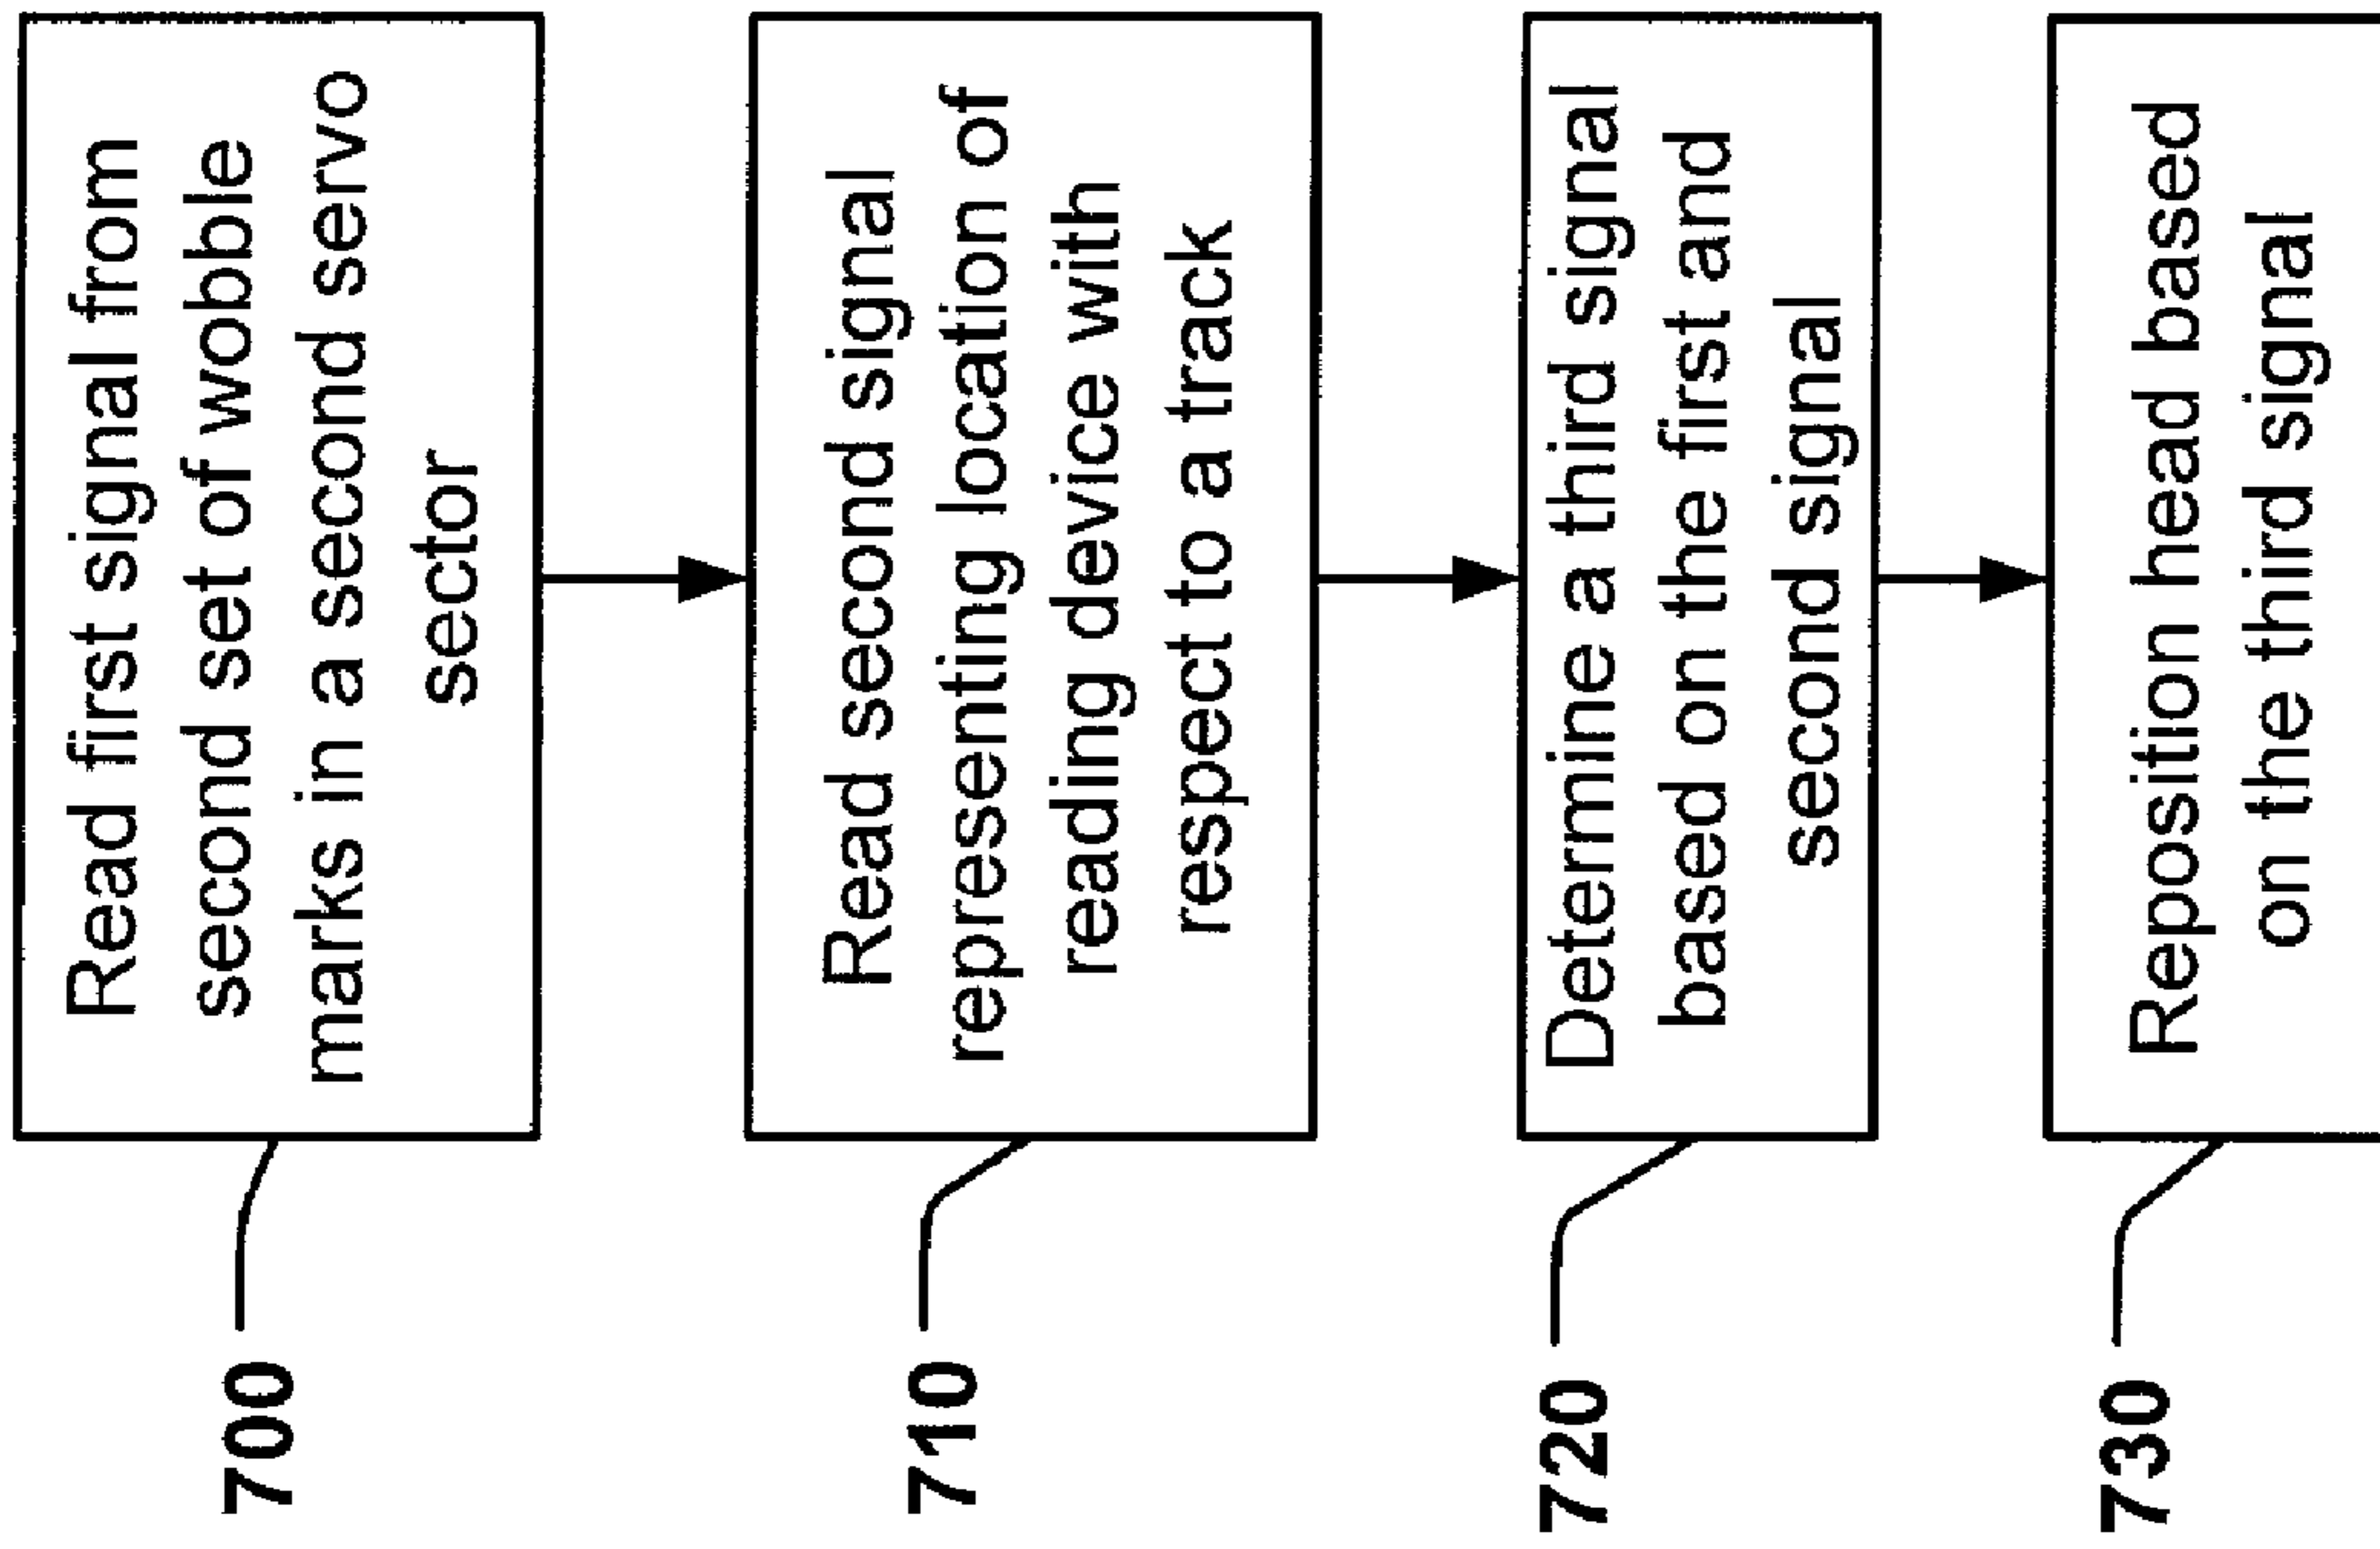 700
Read first signal from
second set of wobble
marks in a second servo
sector
710
Read second signal
representing location of
reading device with
respect to a track
720
Determine a third signal
based on the first and
second signal
730
Reposition head based
on the third signal